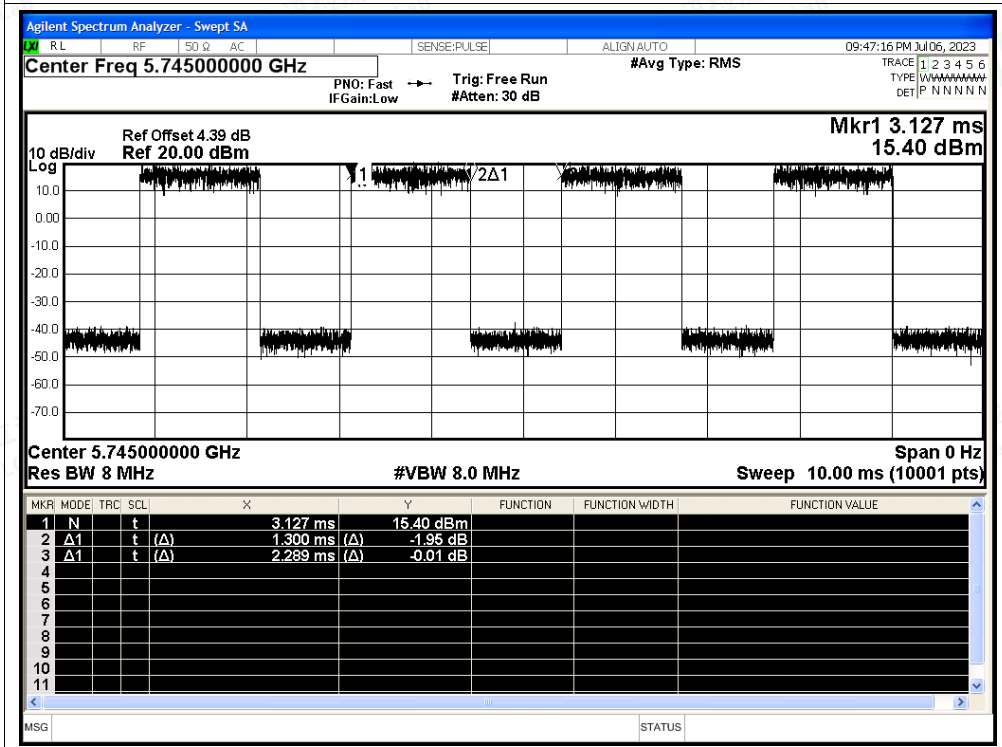 Agilent Spectrum Analyzer - Swept SA
LXI RL RF 50 Ω AC SENSE:PULSE ALIGN AUTO 09:47:16 PM Jul 06, 2023
Center Freq 5.745000000 GHz #Avg Type: RMS TRACE 1 2 3 4 5 6
PNO: Fast Trig: Free Run TYPE WWWWWW
IFGain:Low #Atten: 30 dB DET P N N N N N
Mkr1 3.127 ms
Ref Offset 4.39 dB
10 dB/div Ref 20.00 dBm 15.40 dBm
Log
1 2Δ1
10.0
0.00
-10.0
-20.0
-30.0
-40.0
-50.0
-60.0
-70.0
Center 5.745000000 GHz Span 0 Hz
Res BW 8 MHz #VBW 8.0 MHz Sweep 10.00 ms (10001 pts)
MKR MODE TRC SCL X Y FUNCTION FUNCTION WIDTH FUNCTION VALUE
1 N t 3.127 ms 15.40 dBm
2 Δ1 t (Δ) 1.300 ms (Δ) -1.95 dB
3 Δ1 t (Δ) 2.289 ms (Δ) -0.01 dB
4
5
6
7
8
9
10
11
MSG STATUS